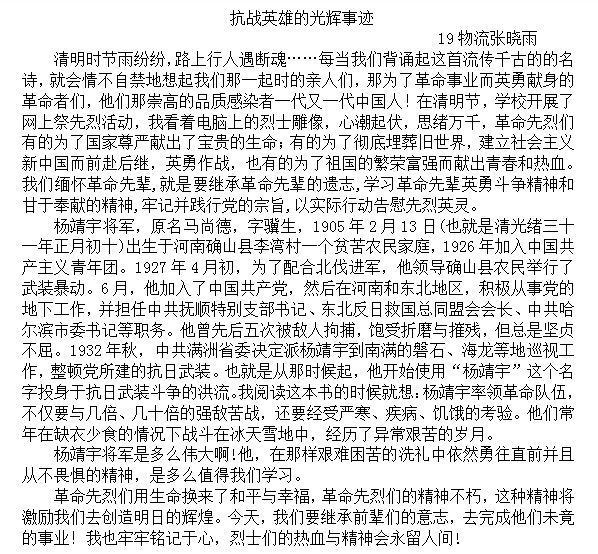 抗战英雄的光辉事迹
19物流张晓雨
清明时节雨纷纷,路上行人遇断魂……每当我们背诵起这首流传千古的的名
诗，就会情不自禁地想起我们那一起时的亲人们，那为了革命事业而英勇献身的
革命者们，他们那崇高的品质感染者一代又一代中国人！在清明节，学校开展了
网上祭先烈活动，我看着电脑上的烈士雕像，心潮起伏，思绪万千，革命先烈们
有的为了国家尊严献出了宝贵的生命；有的为了彻底埋葬旧世界，建立社会主义
新中国而前赴后继，英勇作战，也有的为了祖国的繁荣富强而献出青春和热血。
我们缅怀革命先辈,就是要继承革命先辈的遗志,学习革命先辈英勇斗争精神和
甘于奉献的精神,牢记并践行党的宗旨,以实际行动告慰先烈英灵。
杨靖宇将军，原名马尚德，字骥生，1905年2月13日(也就是清光绪三十
一年正月初十)出生于河南确山县李湾村一个贫苦农民家庭，1926年加入中国共
产主义青年团。1927年4月初，为了配合北伐进军，他领导确山县农民举行了
武装暴动。6月，他加入了中国共产党，然后在河南和东北地区，积极从事党的
地下工作，并担任中共抚顺特别支部书记、东北反日救国总同盟会会长、中共哈
尔滨市委书记等职务。他曾先后五次被敌人拘捕，饱受折磨与摧残，但总是坚贞
不屈。1932年秋，中共满洲省委决定派杨靖宇到南满的磐石、海龙等地巡视工
作，整顿党所建的抗日武装。也就是从那时候起，他开始使用“杨靖宇”这个名
字投身于抗日武装斗争的洪流。我阅读这本书的时候就想：杨靖宇率领革命队伍，
不仅要与几倍、几十倍的强敌苦战，还要经受严寒、疾病、饥饿的考验。他们常
年在缺衣少食的情况下战斗在冰天雪地中，经历了异常艰苦的岁月。
杨靖宇将军是多么伟大啊!他，在那样艰难困苦的洗礼中依然勇往直前并且
从不畏惧的精神，是多么值得我们学习。
革命先烈们用生命换来了和平与幸福，革命先烈们的精神不朽，这种精神将
激励我们去创造明日的辉煌。今天，我们要继承前辈们的意志，去完成他们未竟
的事业！我也牢牢铭记于心，烈士们的热血与精神会永留人间！